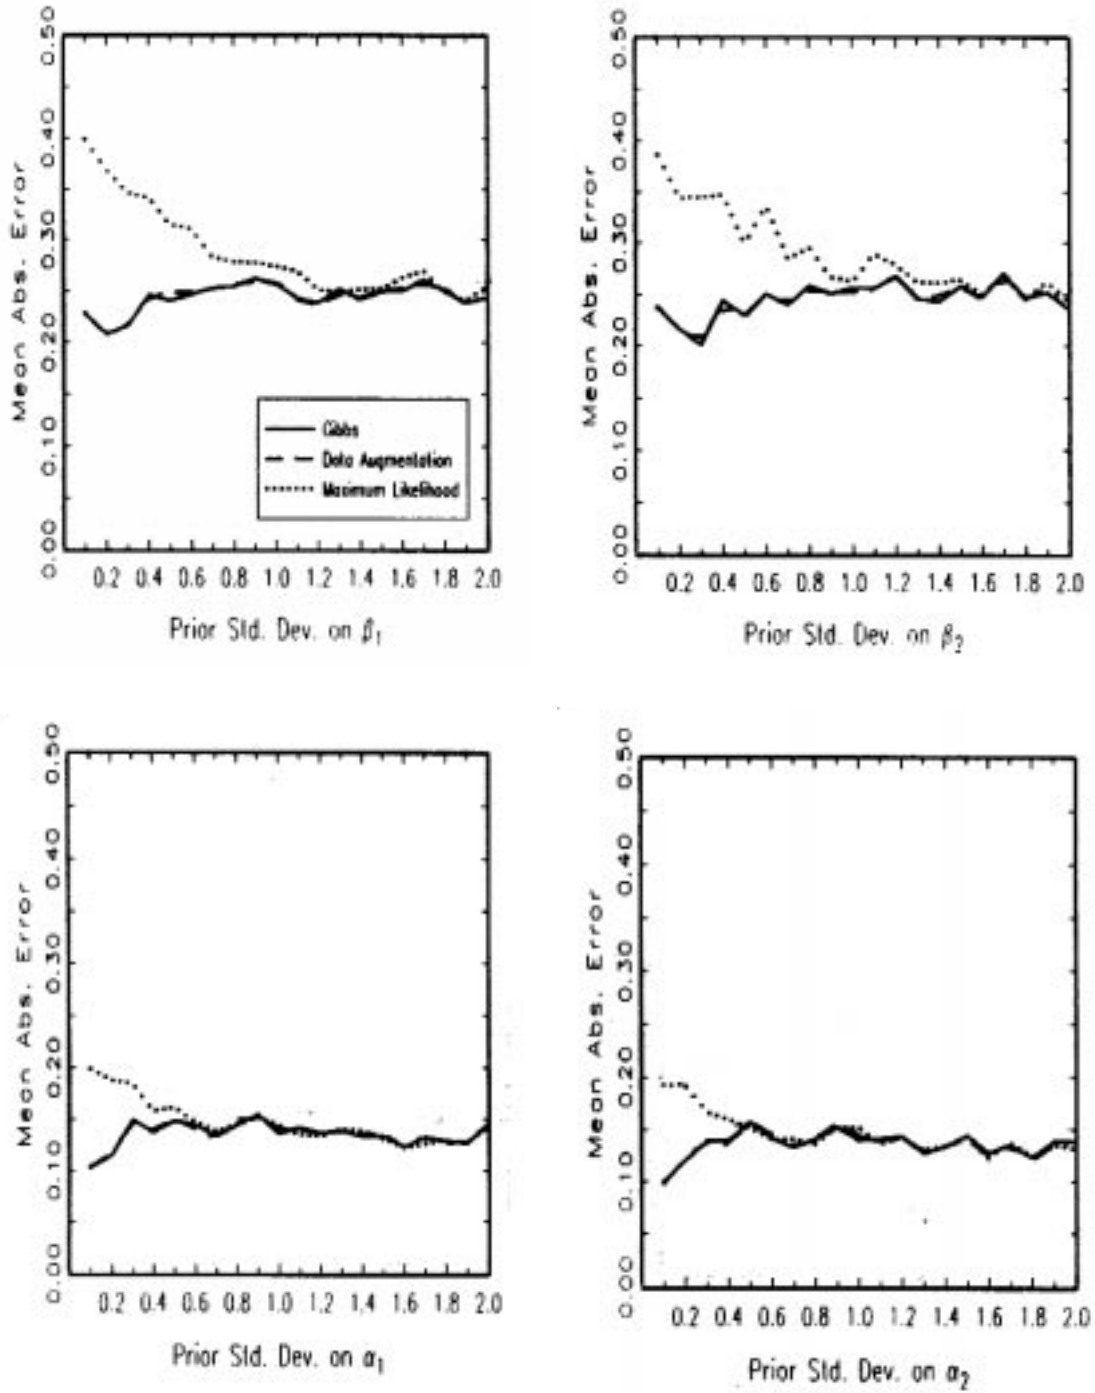 0.50
0.40
0.30
0.20
0.10
0.00
Mean Abs. Error
Gibbs
Data Augmentation
Maximum Likelihood
0.2 0.4 0.6 0.8 1.0 1.2 1.4 1.6 1.8 2.0
Prior Std. Dev. on β₁
0.50
0.40
0.30
0.20
0.10
0.00
Mean Abs. Error
0.2 0.4 0.6 0.8 1.0 1.2 1.4 1.6 1.8 2.0
Prior Std. Dev. on β₂
0.50
0.40
0.30
0.20
0.10
0.00
Mean Abs. Error
0.2 0.4 0.6 0.8 1.0 1.2 1.4 1.6 1.8 2.0
Prior Std. Dev. on α₁
0.50
0.40
0.30
0.20
0.10
0.00
Mean Abs. Error
0.2 0.4 0.6 0.8 1.0 1.2 1.4 1.6 1.8 2.0
Prior Std. Dev. on α₂